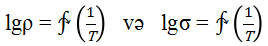 lgρ = 𝑓 (1/T)   və   lgσ = 𝑓 (1/T)